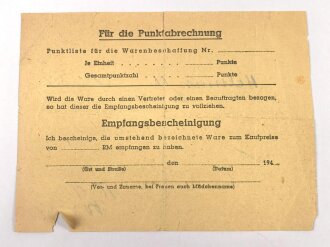 Für die Punktabrechnung
Punktliste für die Warenbeschaffung Nr.
Je Einheit . . . . . . . . . . . . Punkte
Gesamtpunktzahl . . . . . . . . . Punkte
Wird die Ware durch einen Vertreter oder einen Beauftragten bezogen,
so hat dieser die Empfangsbescheinigung zu vollziehen.
Empfangsbescheinigung
Ich bescheinige, die umstehend bezeichnete Ware zum Kaufpreise
von RM empfangen zu haben.
den 194
(Ort und Straße) (Datum)
(Vor- und Zuname, bei Frauen auch Mädchenname)